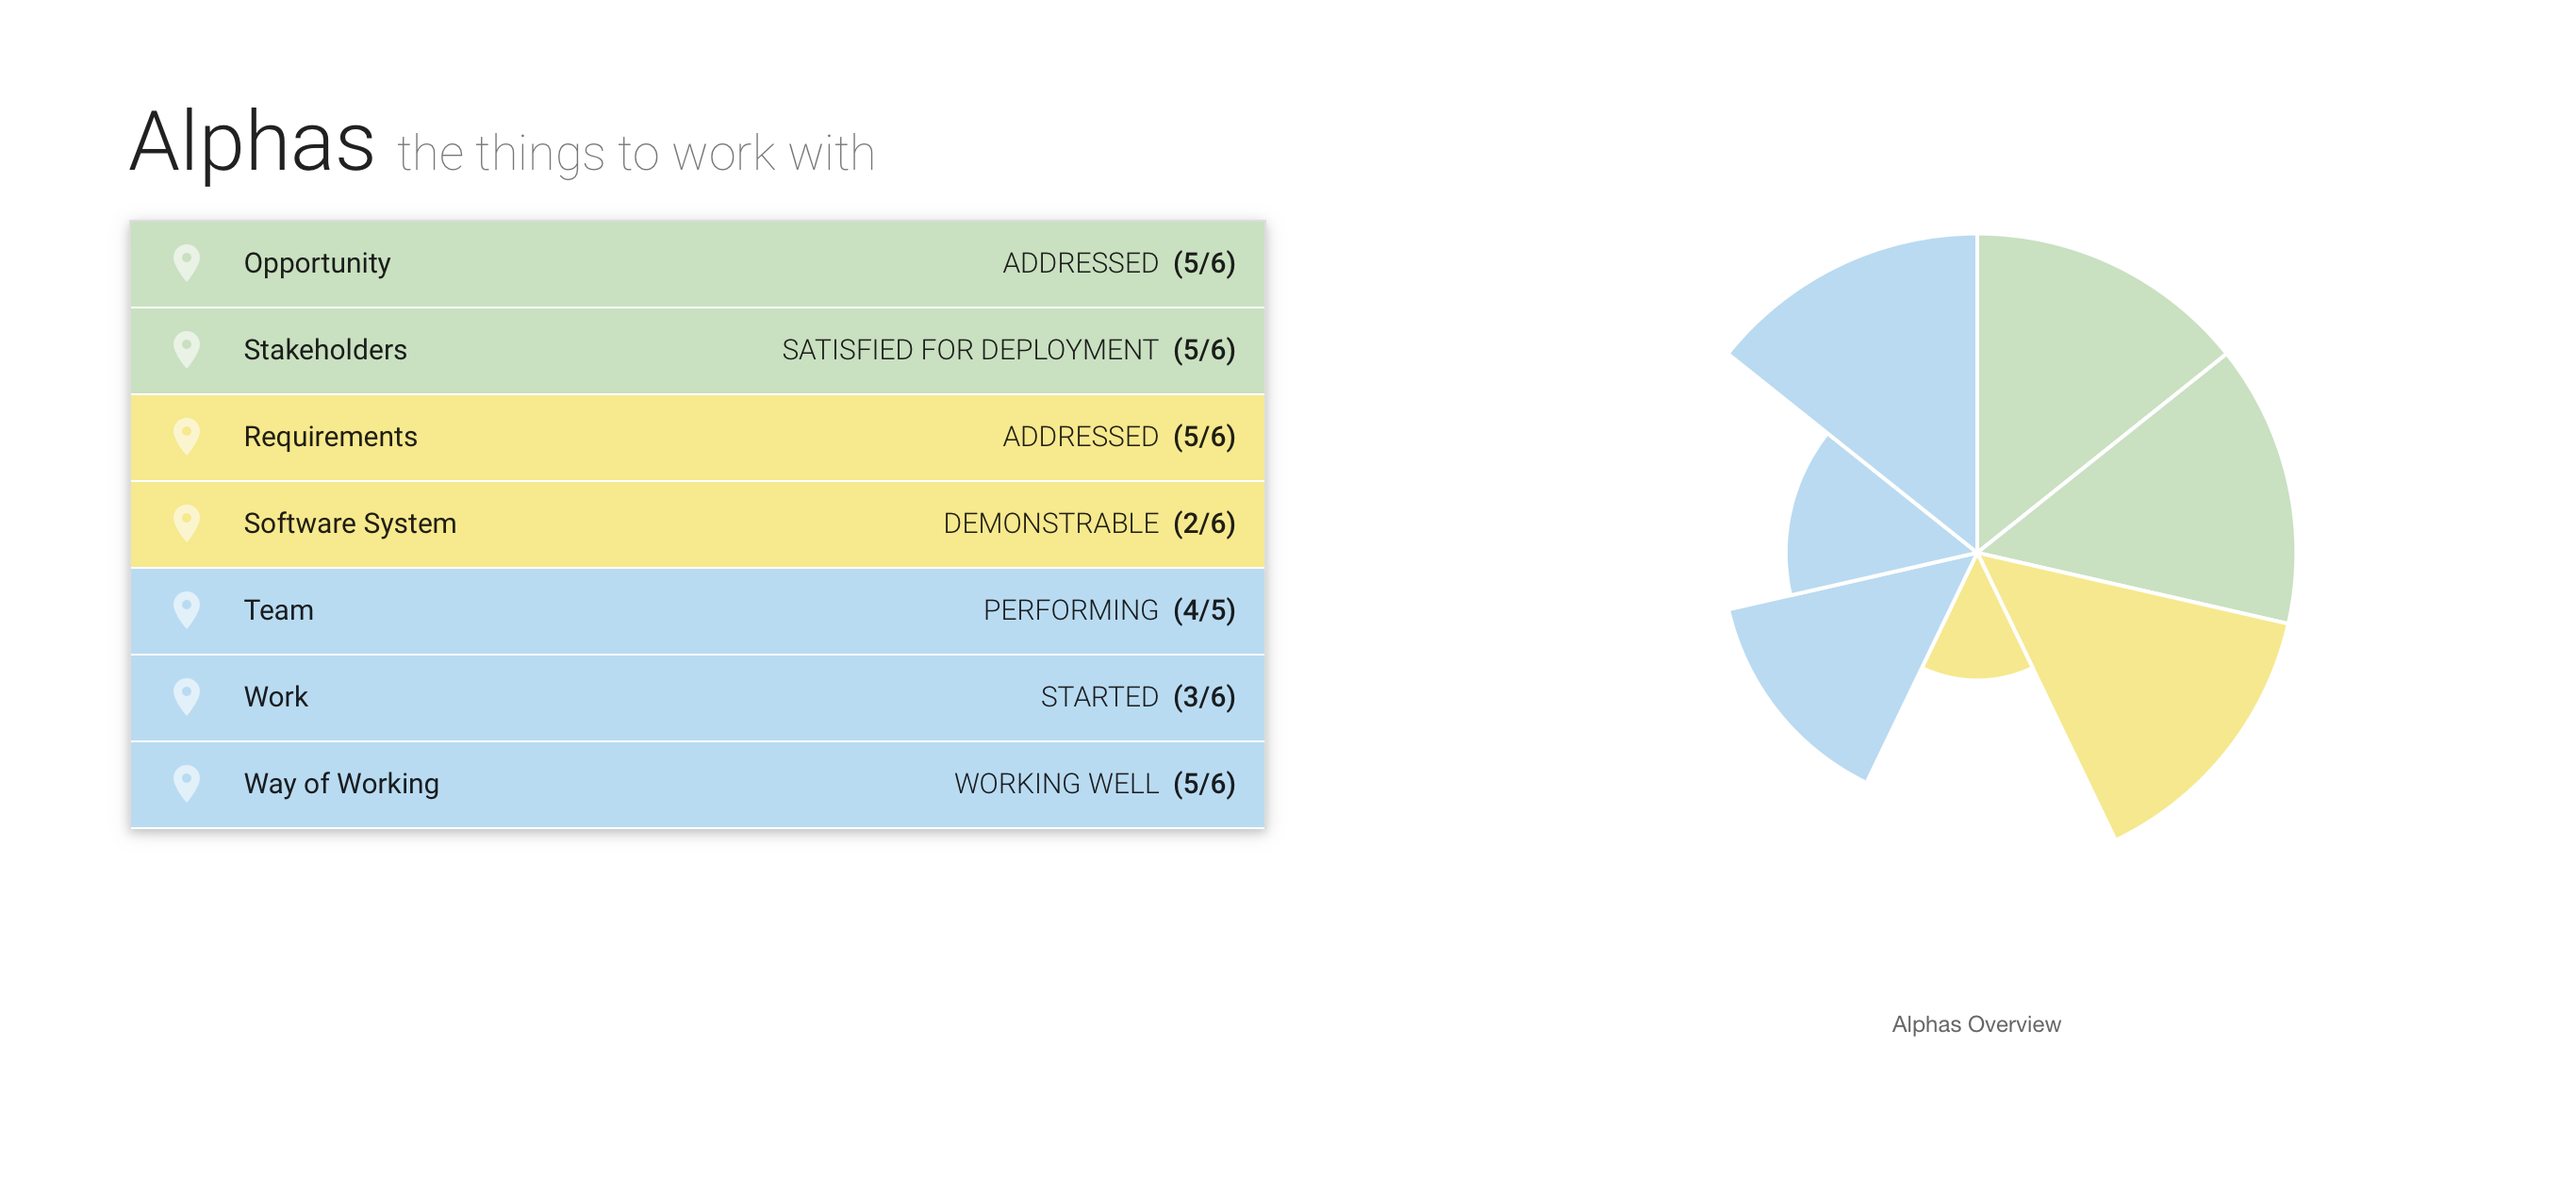 Alphas the things to work with
Opportunity ADDRESSED (5/6)
Stakeholders SATISFIED FOR DEPLOYMENT (5/6)
Requirements ADDRESSED (5/6)
Software System DEMONSTRABLE (2/6)
Team PERFORMING (4/5)
Work STARTED (3/6)
Way of Working WORKING WELL (5/6)
Alphas Overview